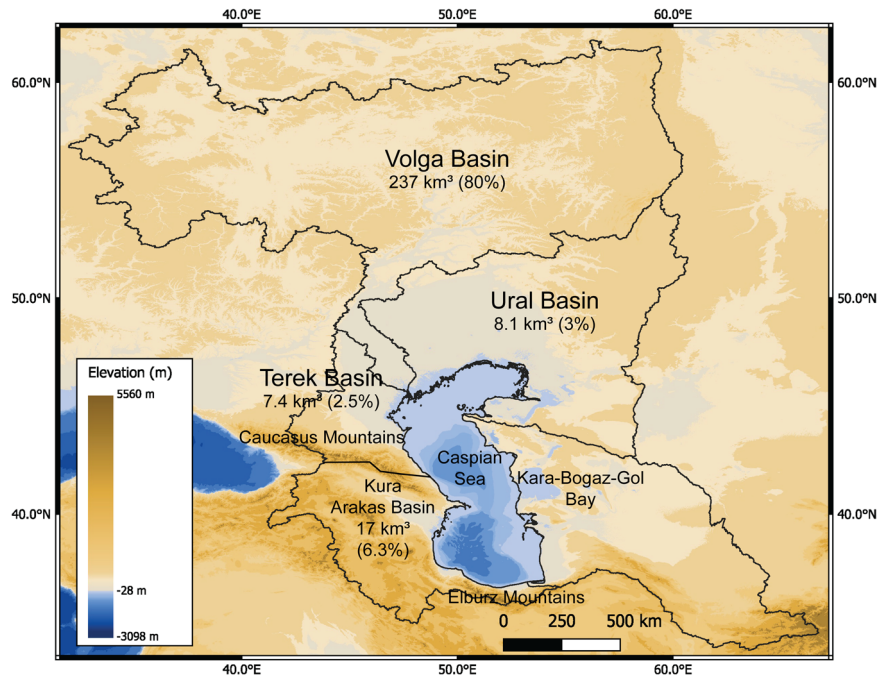 40.0°E
50.0°E
60.0°E
60.0°N
60.0°N
Volga Basin
237 km³ (80%)
50.0°N
50.0°N
Ural Basin
8.1 km³ (3%)
Elevation (m)
5560 m
-28 m
-3098 m
Terek Basin
7.4 km³ (2.5%)
Caucasus Mountains
Caspian
Sea
Kara-Bogaz-Gol
Bay
Kura
Arakas Basin
17 km³
(6.3%)
40.0°N
40.0°N
Elburz Mountains
0 250 500 km
40.0°E
50.0°E
60.0°E